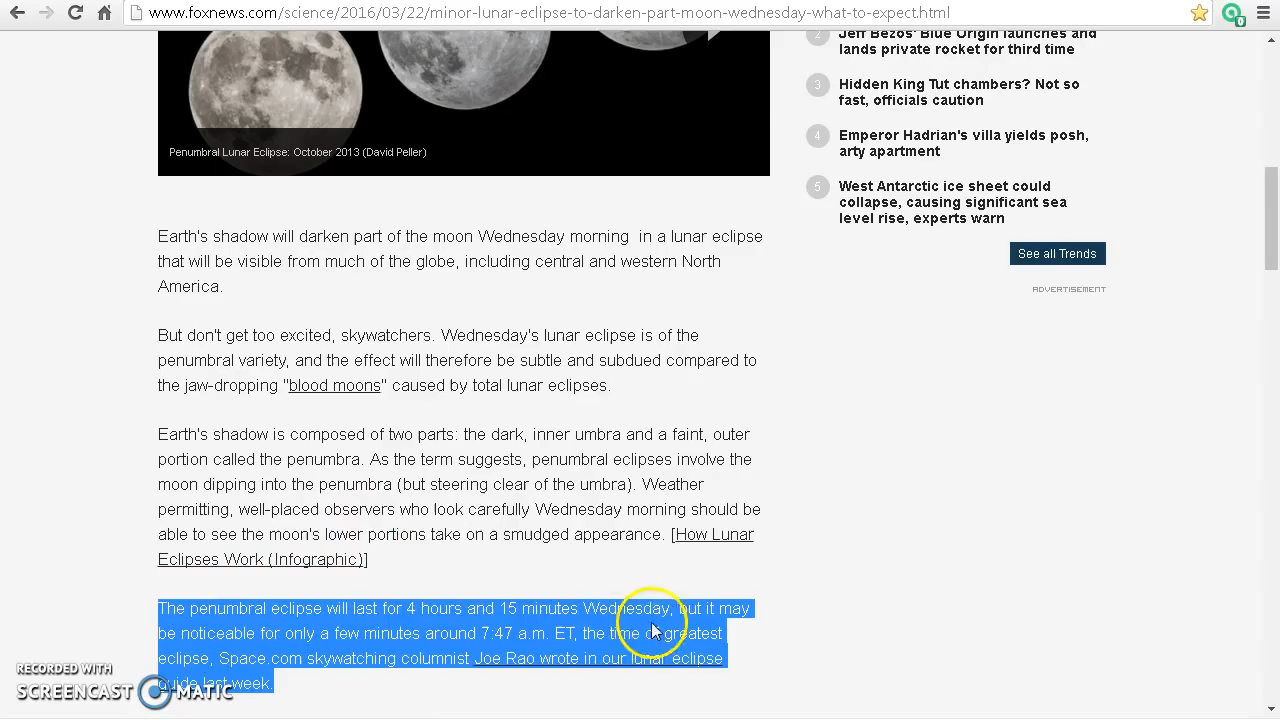 www.foxnews.com/science/2016/03/22/minor-lunar-eclipse-to-darken-part-moon-wednesday-what-to-expect.html
0
Penumbral Lunar Eclipse: October 2013 (David Peller)
Earth's shadow will darken part of the moon Wednesday morning in a lunar eclipse
that will be visible from much of the globe, including central and western North
America.
But don't get too excited, skywatchers. Wednesday's lunar eclipse is of the
penumbral variety, and the effect will therefore be subtle and subdued compared to
the jaw-dropping "blood moons" caused by total lunar eclipses.
Earth's shadow is composed of two parts: the dark, inner umbra and a faint, outer
portion called the penumbra. As the term suggests, penumbral eclipses involve the
moon dipping into the penumbra (but steering clear of the umbra). Weather
permitting, well-placed observers who look carefully Wednesday morning should be
able to see the moon's lower portions take on a smudged appearance. [How Lunar
Eclipses Work (Infographic)]
The penumbral eclipse will last for 4 hours and 15 minutes Wednesday, but it may
be noticeable for only a few minutes around 7:47 a.m. ET, the time of greatest
eclipse, Space.com skywatching columnist Joe Rao wrote in our lunar eclipse
guide last week.
2 Jeff Bezos' Blue Origin launches and
lands private rocket for third time
3 Hidden King Tut chambers? Not so
fast, officials caution
4 Emperor Hadrian's villa yields posh,
arty apartment
5 West Antarctic ice sheet could
collapse, causing significant sea
level rise, experts warn
See all Trends
ADVERTISEMENT
RECORDED WITH
SCREENCAST MATIC